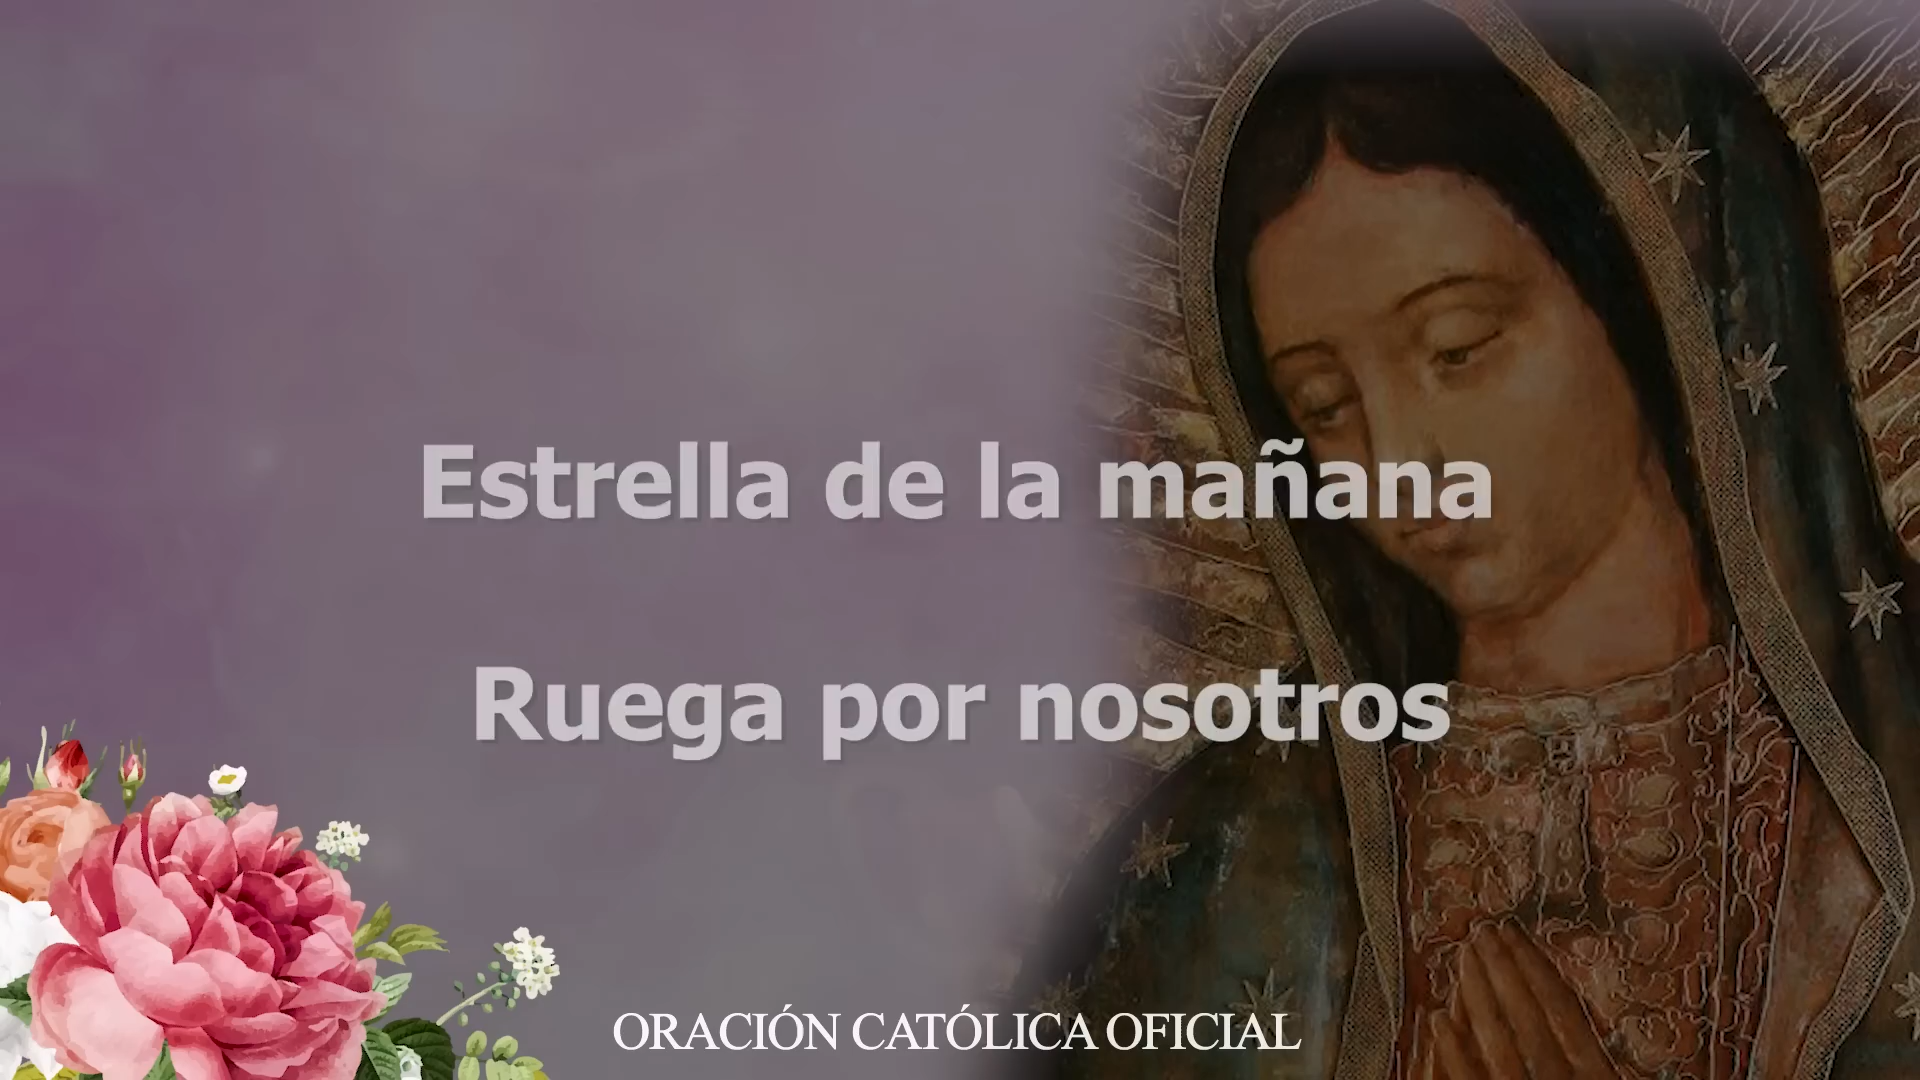 Estrella de la mañana
Ruega por nosotros
ORACIÓN CATÓLICA OFICIAL